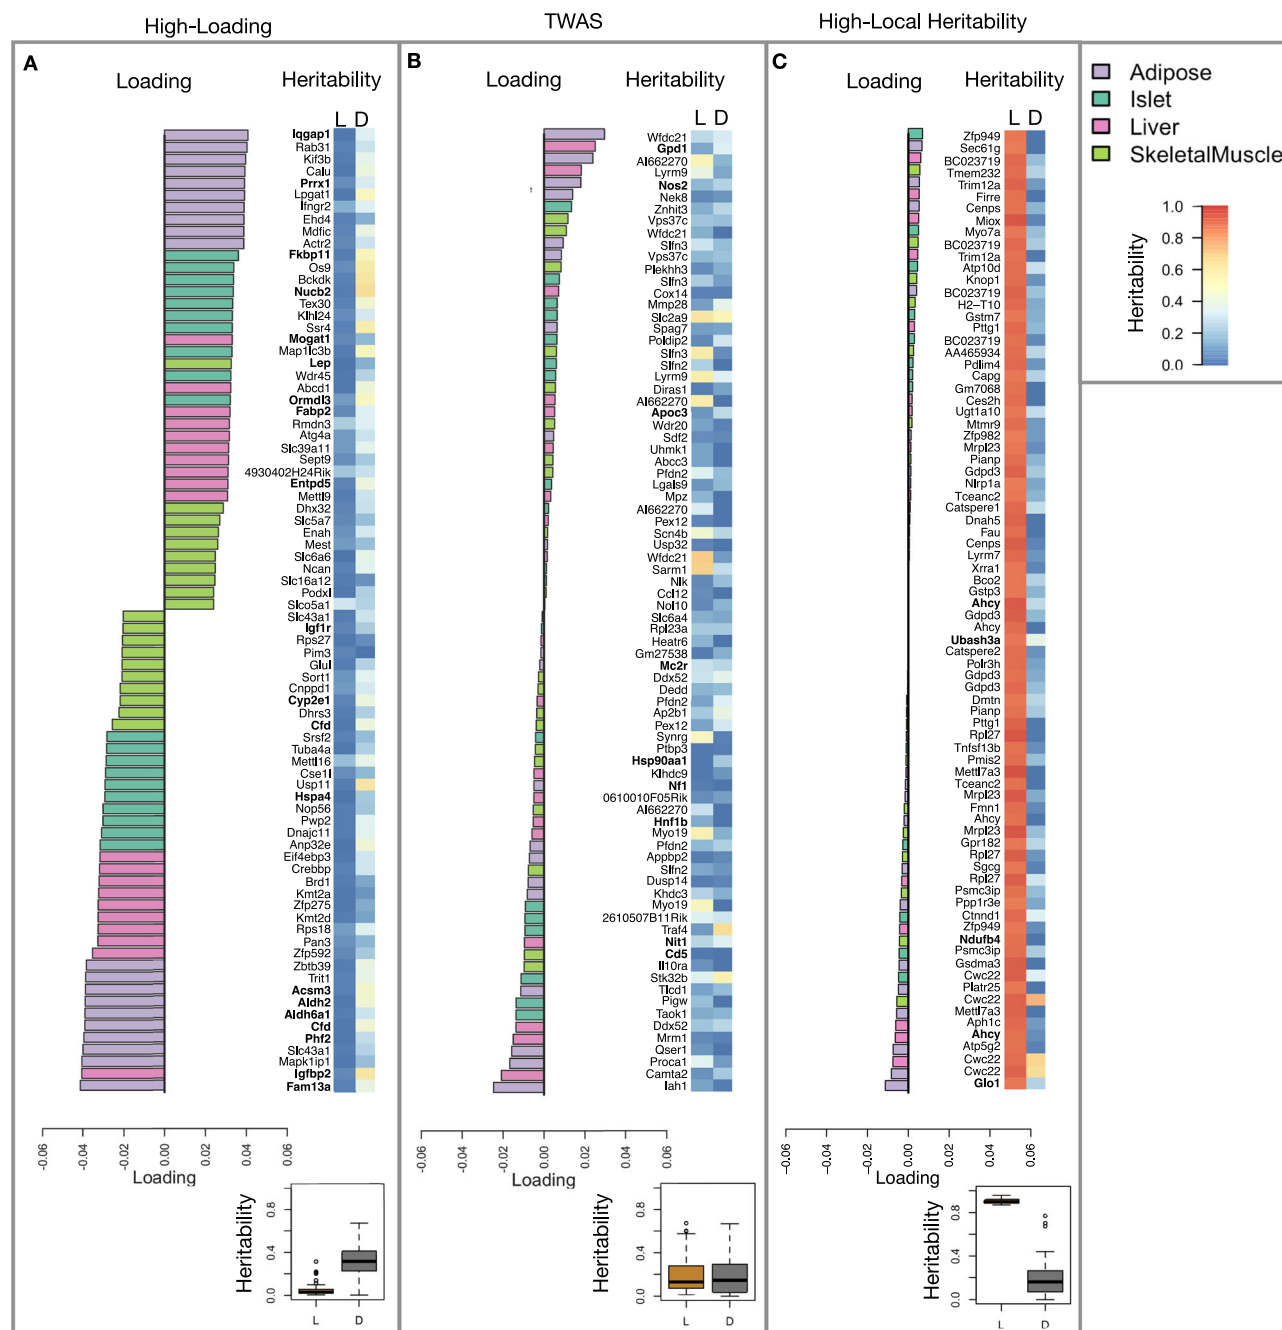 High-Loading
TWAS
High-Local Heritability
A
Loading
Heritability
L D
Iqgap1
Rab31
Kif3b
Calu
Prrx1
Lpgat1
Ifngr2
Ehd4
Mdfic
Actr2
Fkbp11
Os9
Bckdk
Nucb2
Tex30
Klhl24
Ssr4
Mogat1
Map1lc3b
Lep
Wdr45
Abcd1
Ormdl3
Fabp2
Rmdn3
Atg4a
Slc39a11
Sept9
4930402H24Rik
Entpd5
Mettl9
Dhx32
Slc5a7
Enah
Mest
Slc6a6
Ncan
Slc16a12
Podxl
Slco5a1
Slc43a1
Igf1r
Rps27
Pim3
Glul
Sort1
Cnppd1
Cyp2e1
Dhrs3
Cfd
Srsf2
Tuba4a
Mettl16
Cse1l
Usp11
Hspa4
Nop56
Pwp2
Dnajc11
Anp32e
Eif4ebp3
Crebbp
Brd1
Kmt2a
Zfp275
Kmt2d
Rps18
Pan3
Zfp592
Zbtb39
Trit1
Acsm3
Aldh2
Aldh6a1
Cfd
Phf2
Slc43a1
Mapk1ip1
Igfbp2
Fam13a
-0.06
-0.04
-0.02
0.00
0.02
0.04
0.06
Loading
Heritability
0.0
0.4
0.8
L
D
B
Loading
Heritability
L D
Wfdc21
Gpd1
AI662270
Lyrm9
Nos2
Nek8
Znhit3
Vps37c
Wfdc21
Slfn3
Vps37c
Plekhh3
Slfn3
Cox14
Mmp28
Slc2a9
Spag7
Poldip2
Slfn3
Slfn2
Lyrm9
Diras1
AI662270
Apoc3
Wdr20
Sdf2
Uhmk1
Abcc3
Pfdn2
Lgals9
Mpz
AI662270
Pex12
Scn4b
Usp32
Wfdc21
Sarm1
Nlk
Ccl12
Nol10
Slc6a4
Rpl23a
Heatr6
Gm27538
Mc2r
Ddx52
Dedd
Pfdn2
Ap2b1
Pex12
Synrg
Ptbp3
Hsp90aa1
Klhdc9
Nf1
0610010F05Rik
AI662270
Hnf1b
Myo19
Pfdn2
Appbp2
Slfn2
Dusp14
Khdc3
Myo19
2610507B11Rik
Traf4
Nit1
Cd5
Il10ra
Stk32b
Tlcd1
Pigw
Taok1
Ddx52
Mrm1
Qser1
Proca1
Camta2
Iah1
-0.06
-0.04
-0.02
0.00
0.02
0.04
0.06
Loading
Heritability
0.0
0.4
0.8
L
D
C
Loading
Heritability
L D
Zfp949
Sec61g
BC023719
Tmem232
Trim12a
Firre
Cenps
Miox
Myo7a
BC023719
Trim12a
Atp10d
Knop1
BC023719
H2-T10
Gstm7
Pttg1
BC023719
AA465934
Pdlim4
Capg
Gm7068
Ces2h
Ugt1a10
Mtmr9
Zfp982
Mrpl23
Pianp
Gdpd3
Nlrp1a
Tceanc2
Catspere1
Dnah5
Fau
Cenps
Lyrm7
Xrra1
Bco2
Gstp3
Ahcy
Gdpd3
Ahcy
Ubash3a
Catspere2
Polr3h
Gdpd3
Gdpd3
Dmtn
Pianp
Pttg1
Rpl27
Tnfsf13b
Pmis2
Mettl7a3
Tceanc2
Mrpl23
Fmn1
Ahcy
Mrpl23
Gpr182
Rpl27
Sgcg
Rpl27
Psmc3ip
Ppp1r3e
Ctnnd1
Zfp949
Ndufb4
Psmc3ip
Gsdma3
Cwc22
Platr25
Cwc22
Mettl7a3
Aph1c
Ahcy
Atp5g2
Cwc22
Cwc22
Glo1
-0.06
-0.04
-0.02
0.00
0.02
0.04
0.06
Loading
Heritability
0.0
0.4
0.8
L
D
Adipose
Islet
Liver
SkeletalMuscle
Heritability
1.0
0.8
0.6
0.4
0.2
0.0